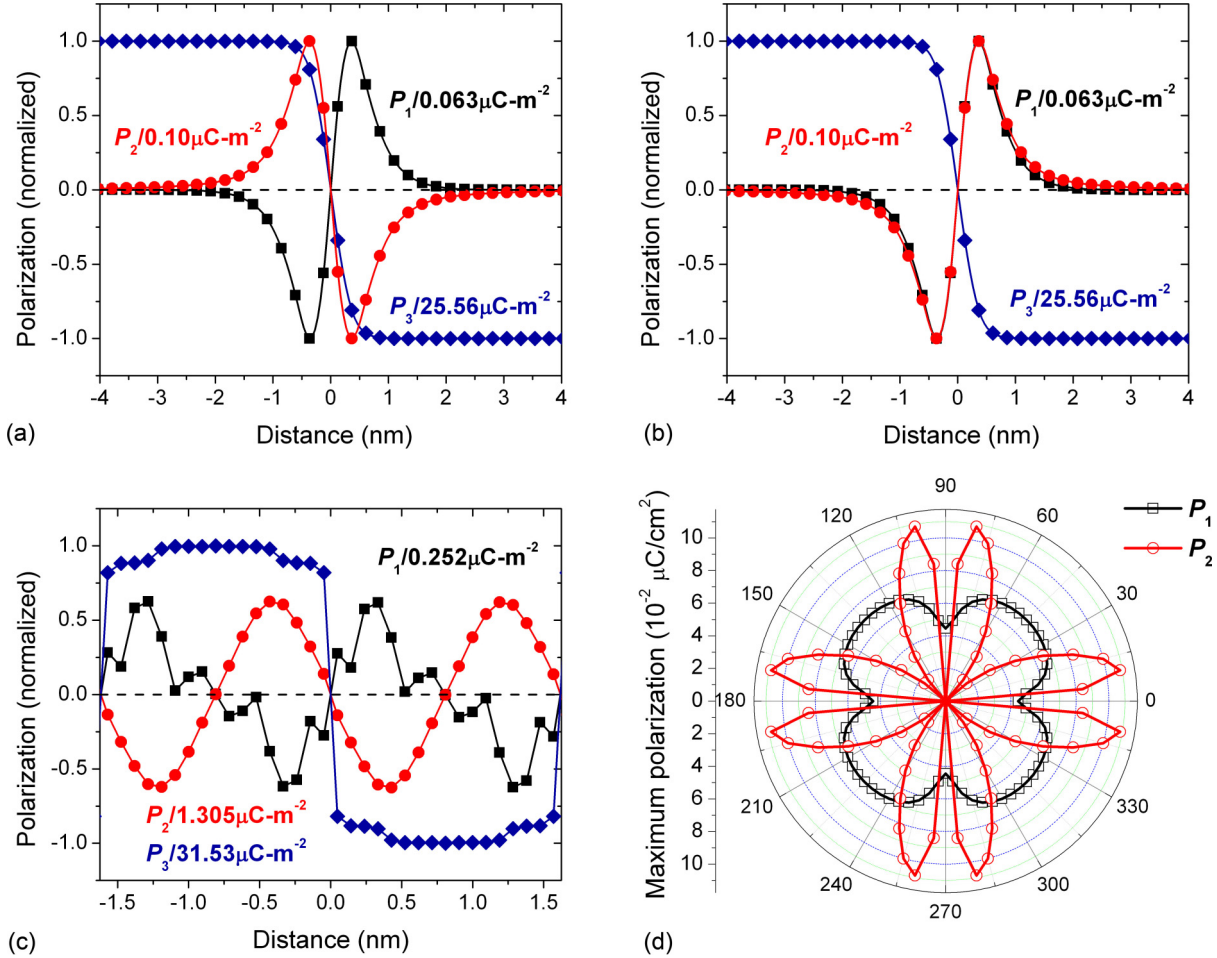 1.0
0.5
0.0
-0.5
-1.0
Polarization (normalized)
P1/0.063μC-m-2
P2/0.10μC-m-2
P3/25.56μC-m-2
-4 -3 -2 -1 0 1 2 3 4
Distance (nm)
(a)
1.0
0.5
0.0
-0.5
-1.0
Polarization (normalized)
P1/0.063μC-m-2
P2/0.10μC-m-2
P3/25.56μC-m-2
-4 -3 -2 -1 0 1 2 3 4
Distance (nm)
(b)
1.0
0.5
0.0
-0.5
-1.0
Polarization (normalized)
P1/0.252μC-m-2
P2/1.305μC-m-2
P3/31.53μC-m-2
-1.5 -1.0 -0.5 0.0 0.5 1.0 1.5
Distance (nm)
(c)
Maximum polarization (10-2 μC/cm2)
10
8
6
4
2
0
2
4
6
8
10
0
30
60
90
120
150
180
210
240
270
300
330
P1
P2
(d)